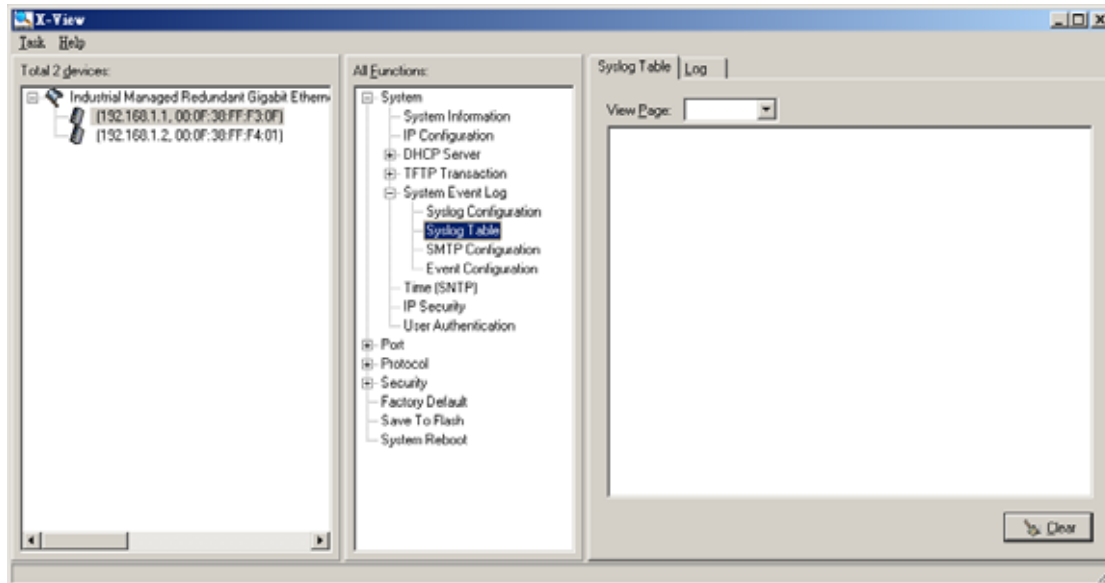 X-View
Task Help
Total 2 devices:
Industrial Managed Redundant Gigabit Ethern
(192.168.1.1, 00:0F:38:FF:F3:0F)
(192.168.1.2, 00:0F:38:FF:F4:01)
All Functions:
System
System Information
IP Configuration
DHCP Server
TFTP Transaction
System Event Log
Syslog Configuration
Syslog Table
SMTP Configuration
Event Configuration
Time (SNTP)
IP Security
User Authentication
Port
Protocol
Security
Factory Default
Save To Flash
System Reboot
Syslog Table Log
View Page:
Clear